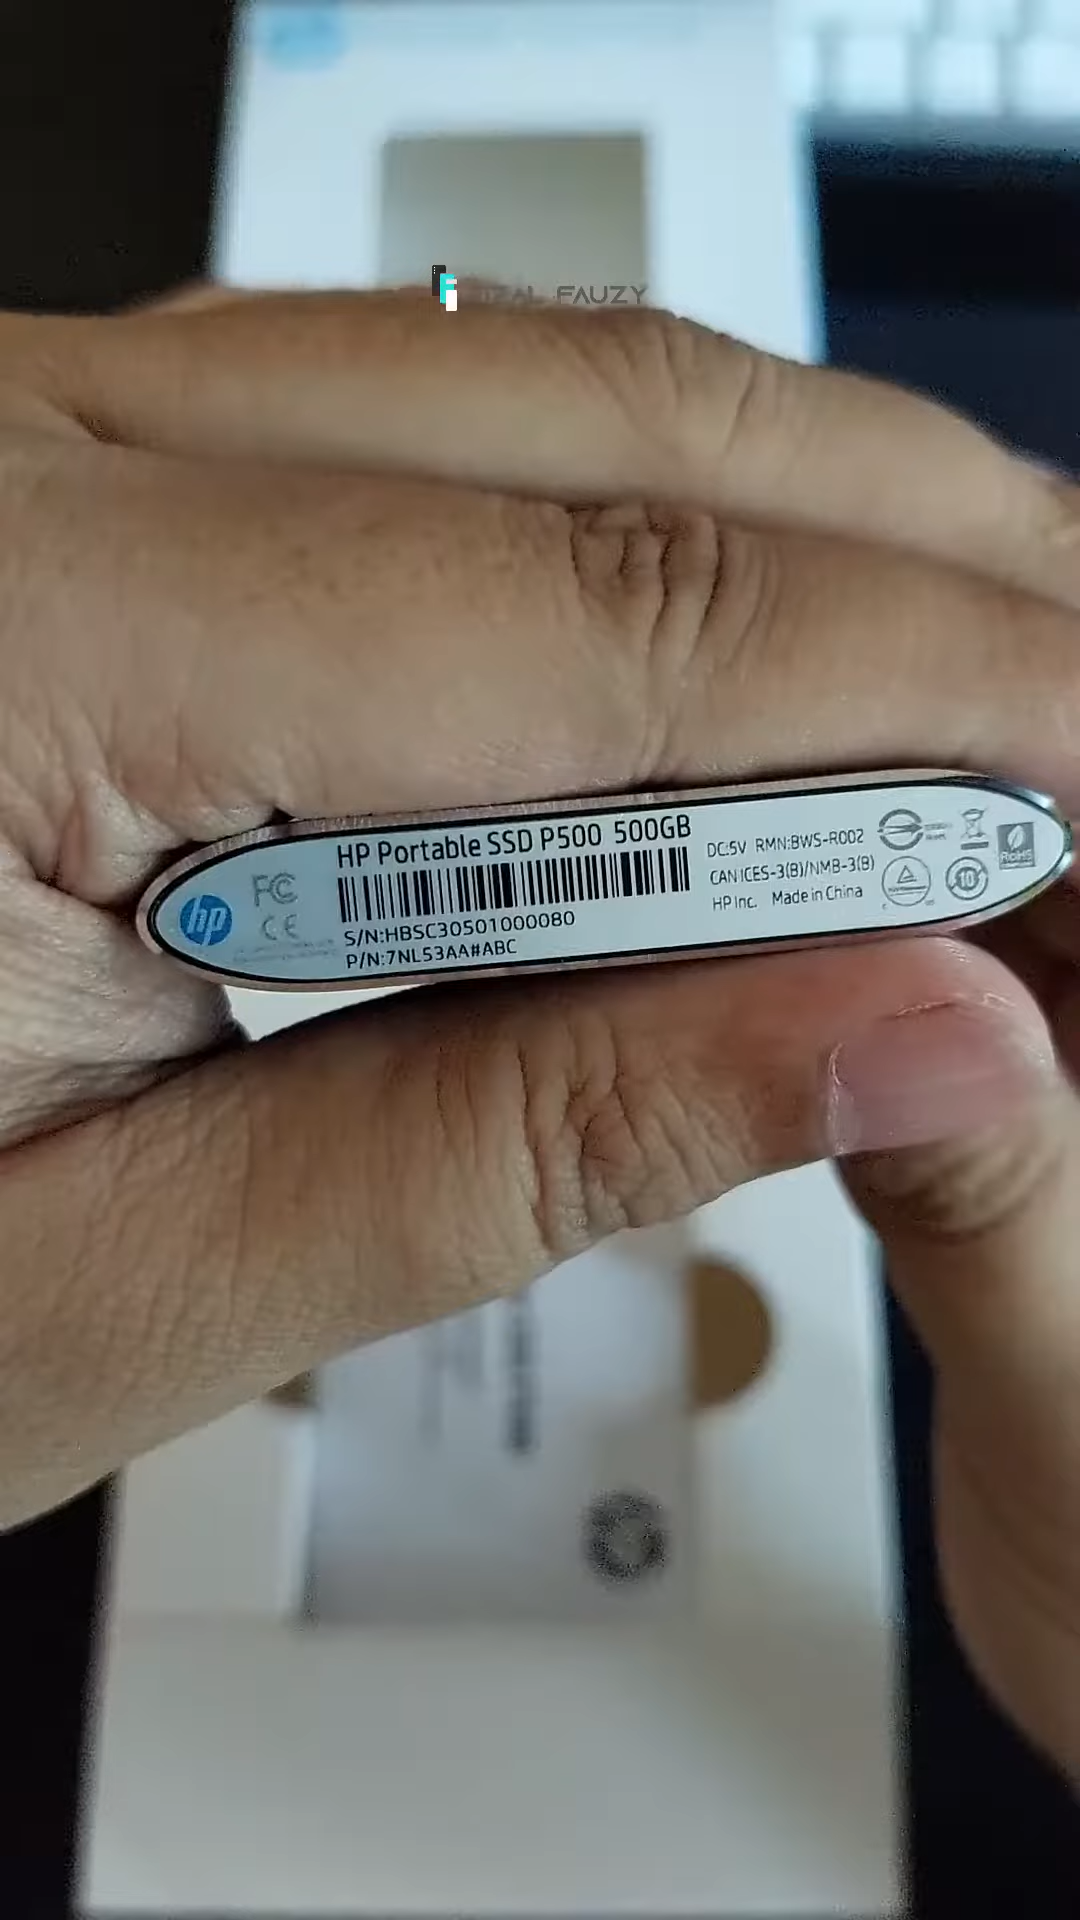 FAUZY
HP Portable SSD P500 500GB
S/N:HBSC30501000080
P/N:7NL53AA#ABC
hp
FC
CE
DC:5V RMN:BWS-R002
CAN ICES-3(B)/NMB-3(B)
HP Inc. Made in China
10
RoHS